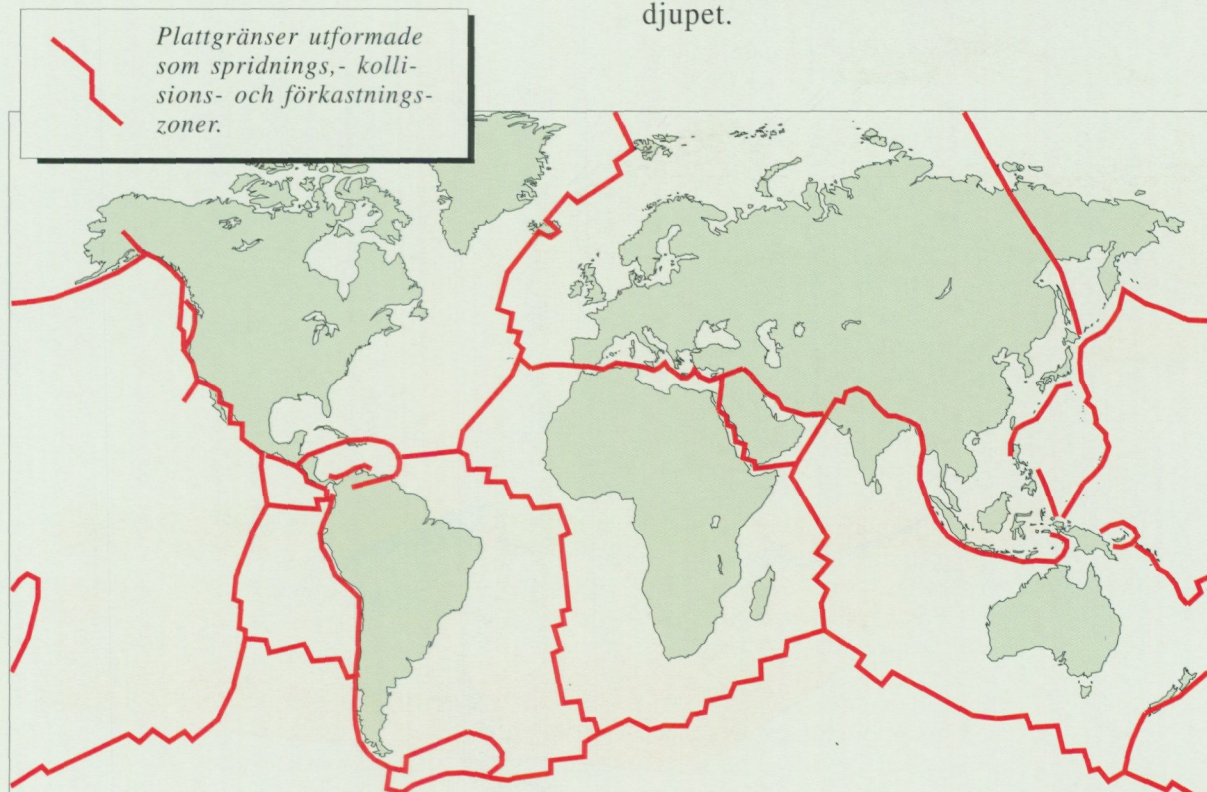 djupet.
Plattgränser utformade
som spridnings,- kolli-
sions- och förkastnings-
zoner.